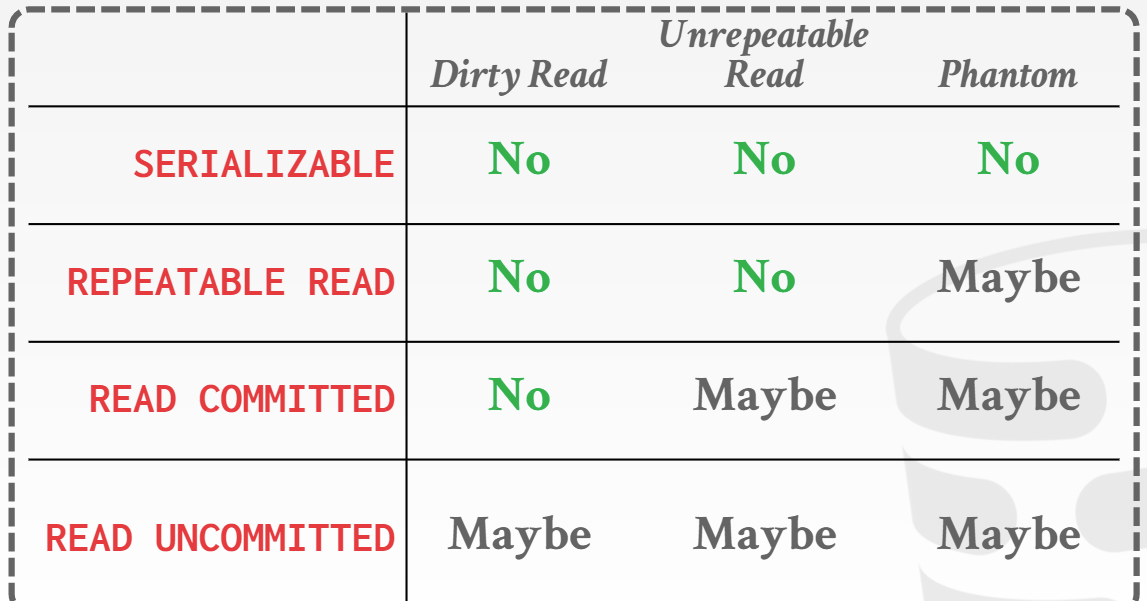 Dirty Read Unrepeatable Read Phantom
SERIALIZABLE No No No
REPEATABLE READ No No Maybe
READ COMMITTED No Maybe Maybe
READ UNCOMMITTED Maybe Maybe Maybe